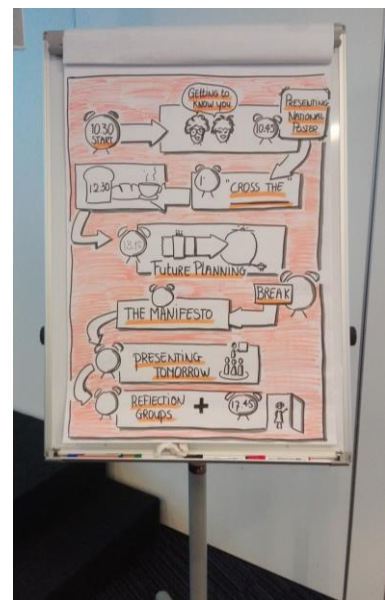 GETTING TO
KNOW YOU
10.30
START
10.45
PRESENTING
NATIONAL
POSTER
12.30
"CROSS THE"
FUTURE PLANNING
BREAK
THE MANIFESTO
PRESENTING
TOMORROW
REFLECTION
GROUPS
+
17.45